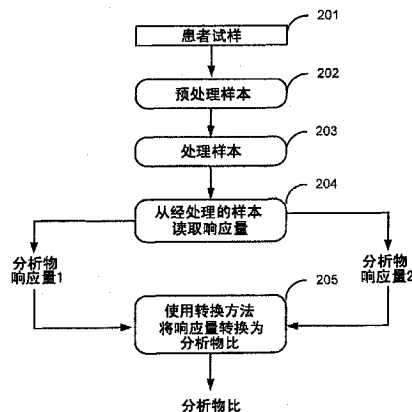 201
患者试样
202
预处理样本
203
处理样本
204
从经处理的样本
读取响应量
分析物
响应量1
分析物
响应量2
205
使用转换方法
将响应量转换为
分析物比
分析物比